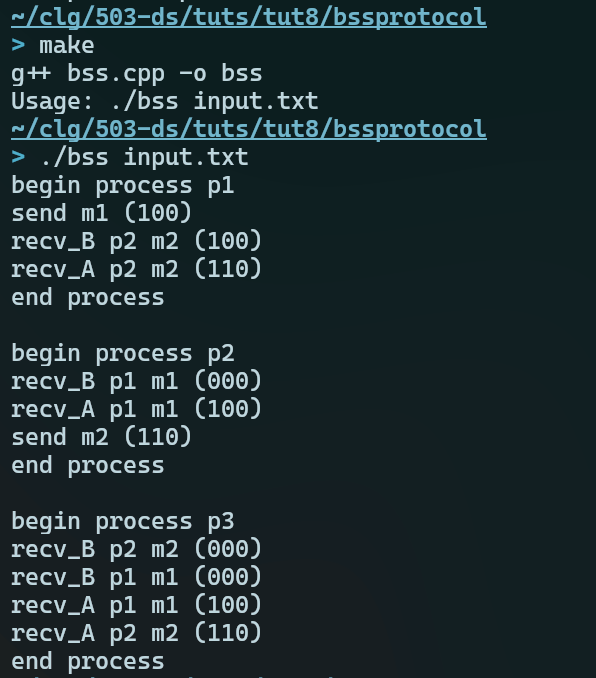 ~/clg/503-ds/tuts/tut8/bssprotocol
> make
g++ bss.cpp -o bss
Usage: ./bss input.txt
~/clg/503-ds/tuts/tut8/bssprotocol
> ./bss input.txt
begin process p1
send m1 (100)
recv_B p2 m2 (100)
recv_A p2 m2 (110)
end process

begin process p2
recv_B p1 m1 (000)
recv_A p1 m1 (100)
send m2 (110)
end process

begin process p3
recv_B p2 m2 (000)
recv_B p1 m1 (000)
recv_A p1 m1 (100)
recv_A p2 m2 (110)
end process